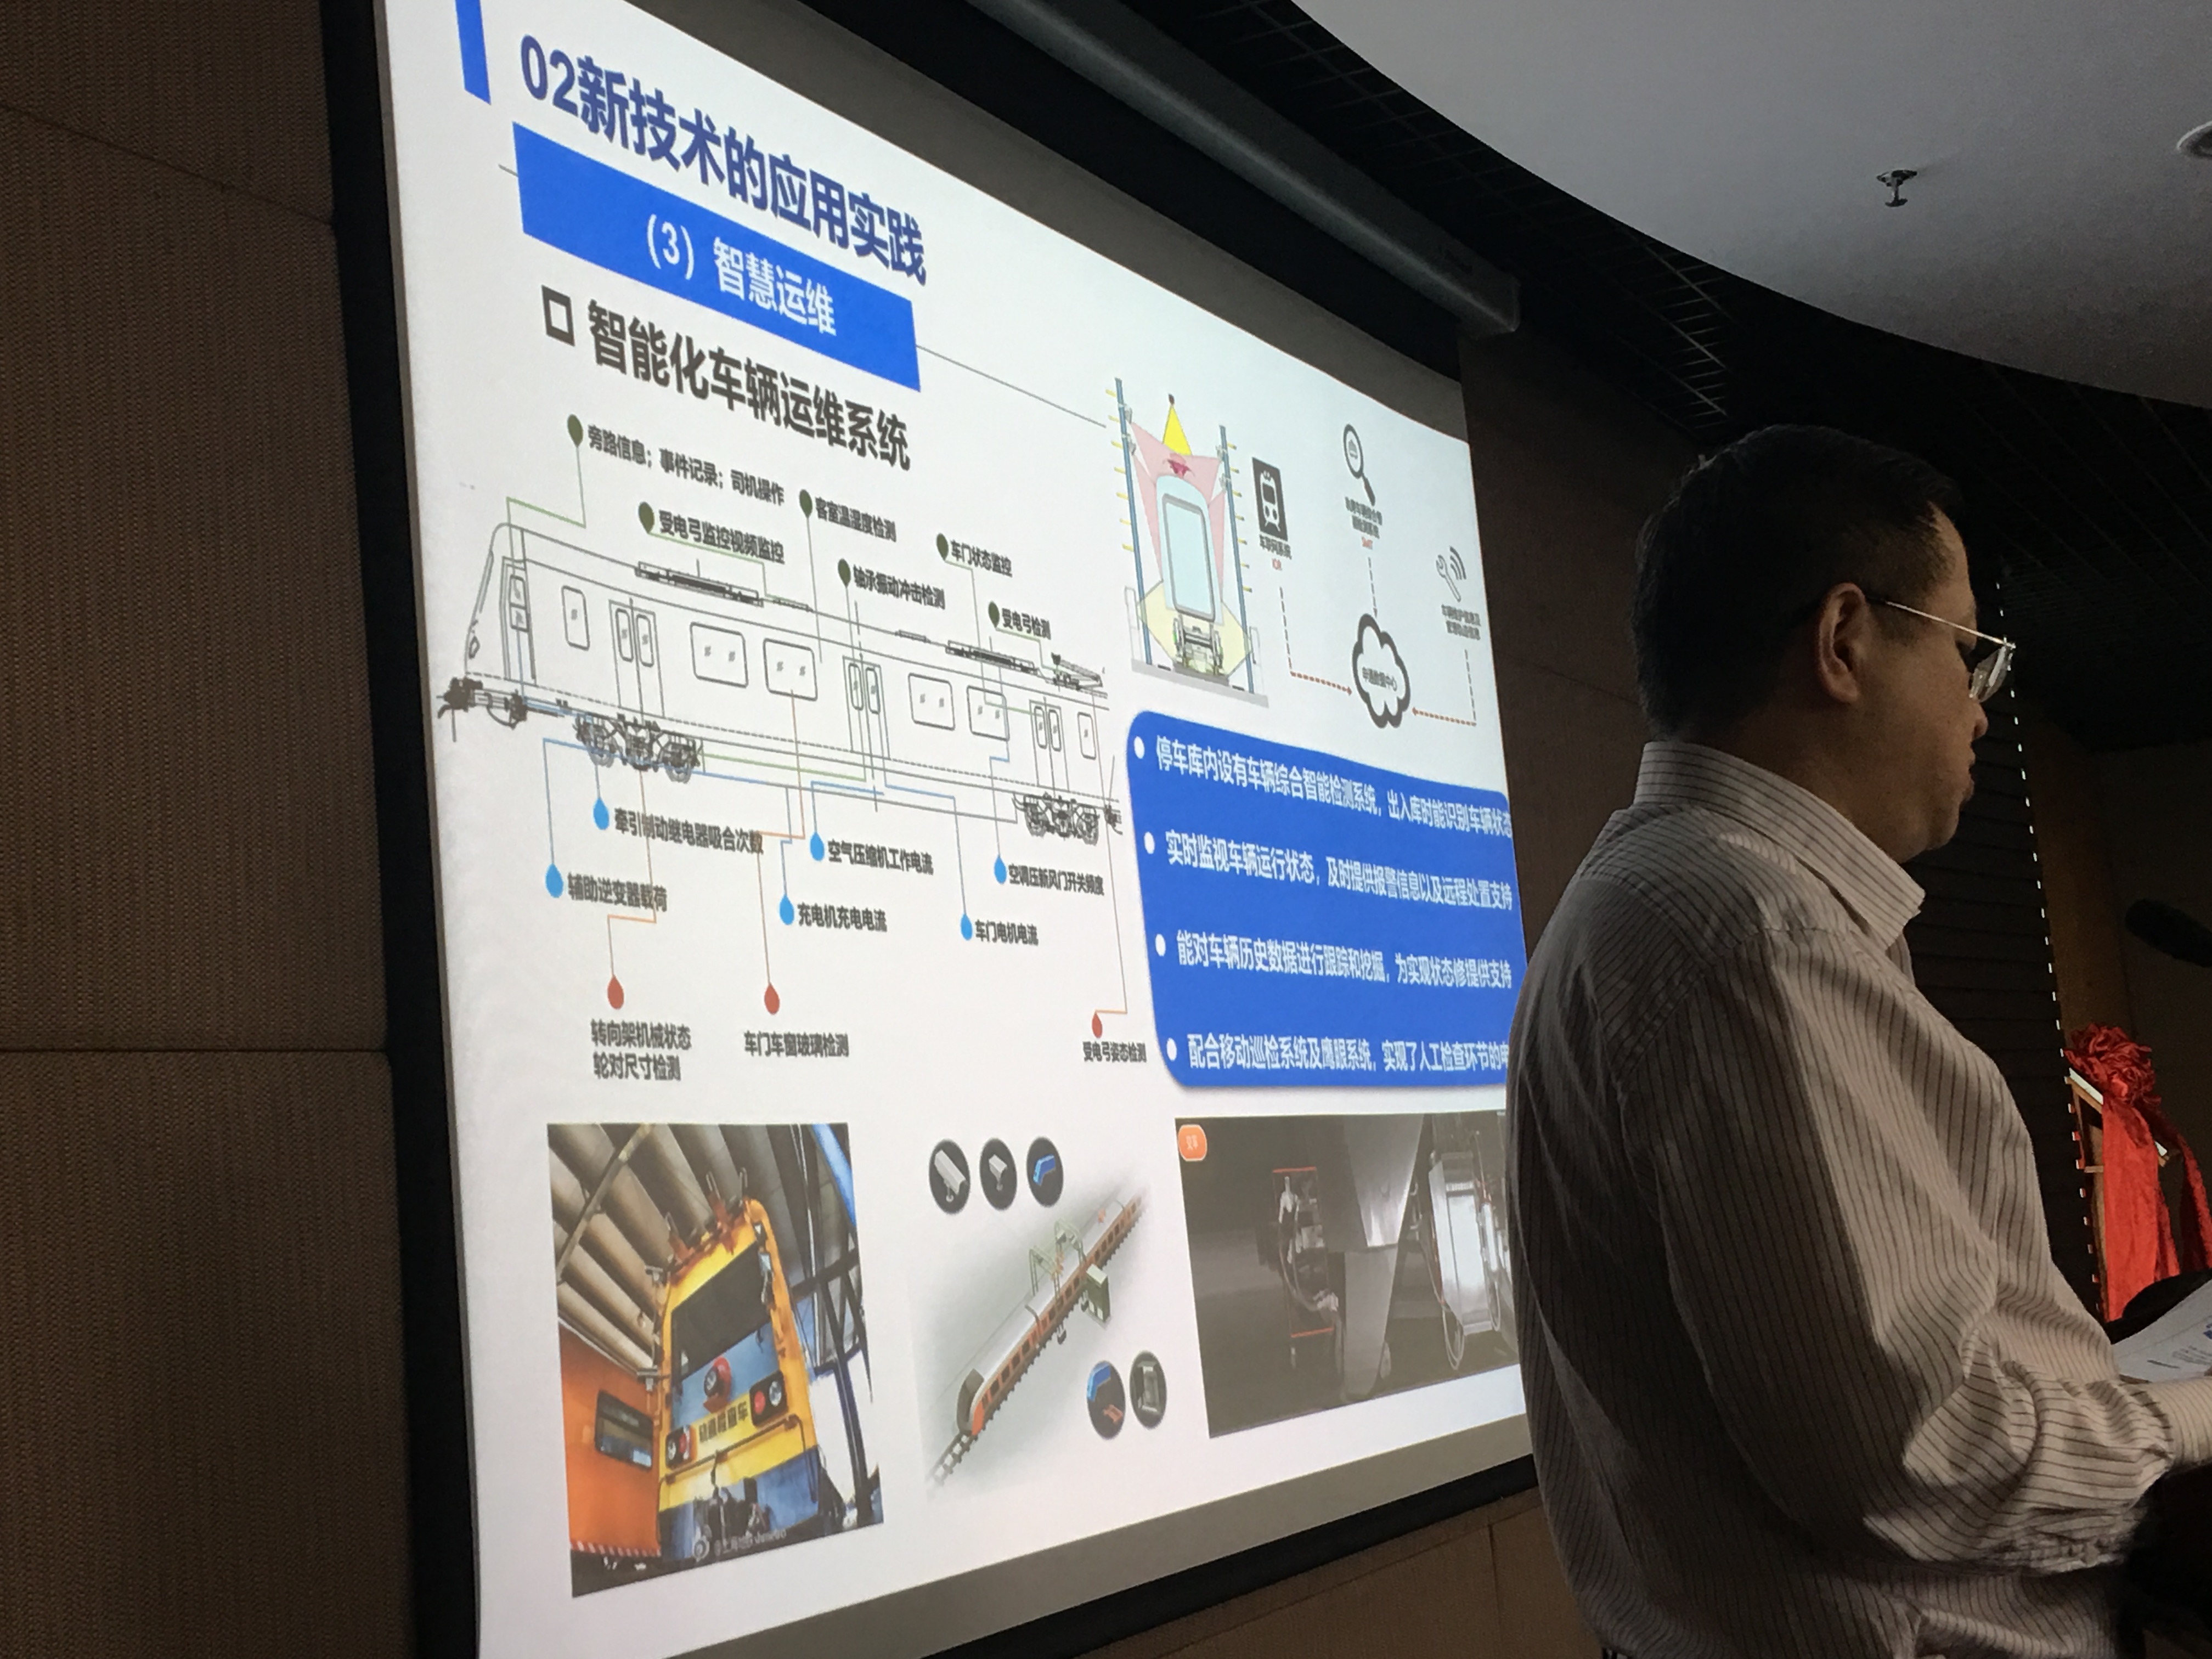 02新技术的应用实践
（3）智慧运维
智能化车辆运维系统
旁路信息；事件记录；司机操作
客室温湿度检测
受电弓监控视频监控
车门状态监控
轴承振动冲击检测
受电弓检测
牵引制动继电器吸合次数
空气压缩机工作电流
空调压新风门开关频度
辅助逆变器载荷
充电机充电电流
车门电机电流
转向架机械状态
轮对尺寸检测
车门车窗玻璃检测
受电弓姿态检测
车联网系统
停车库内设有车辆综合智能检测系统，出入库时能识别车辆状态
实时监视车辆运行状态，及时提供报警信息以及远程处置支持
能对车辆历史数据进行跟踪和挖掘，为实现状态修提供支持
配合移动巡检系统及鹰眼系统，实现了人工检查环节的